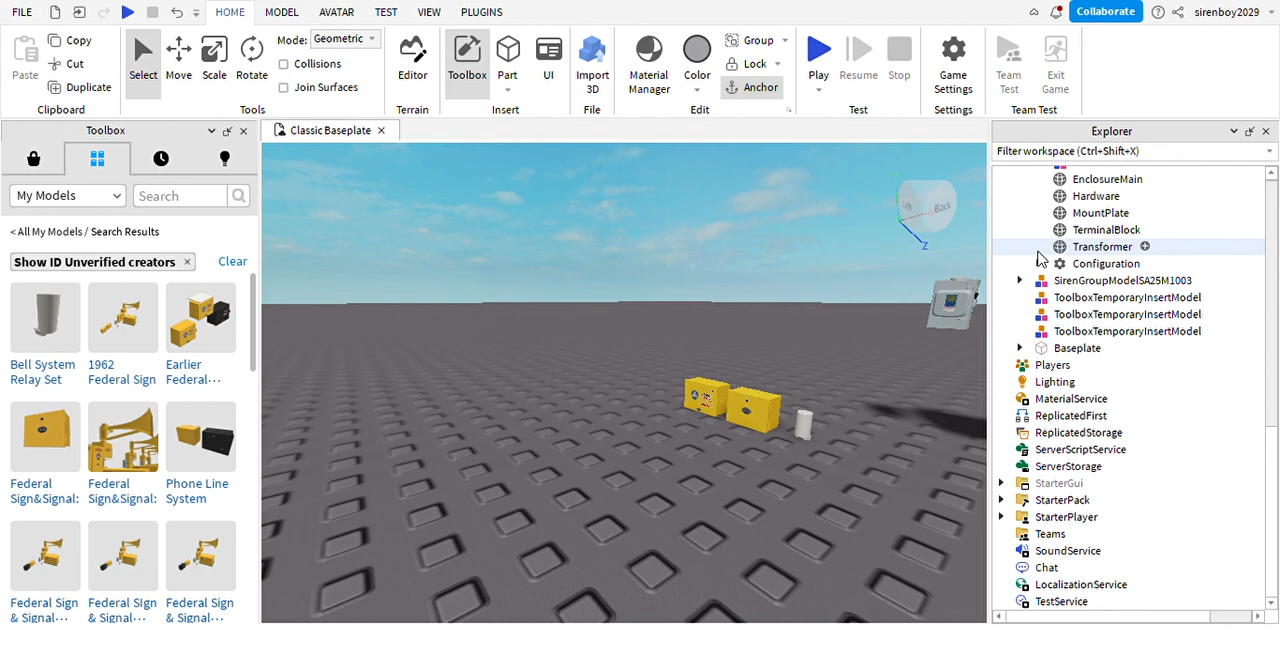 FILE
HOME
MODEL
AVATAR
TEST
VIEW
PLUGINS
Collaborate
sirenboy2029
Paste
Copy
Cut
Duplicate
Clipboard
Select
Move
Scale
Rotate
Mode: Geometric
Collisions
Join Surfaces
Tools
Editor
Terrain
Toolbox
Part
UI
Insert
Import
3D
File
Material
Manager
Color
Group
Lock
Anchor
Edit
Play
Resume
Stop
Test
Game
Settings
Settings
Team
Test
Exit
Game
Team Test
Toolbox
My Models
Search
< All My Models / Search Results
Show ID Unverified creators ×
Clear
Bell System
Relay Set
1962
Federal Sign
Earlier
Federal...
Federal
Sign&Signal:
Federal
Sign&Signal:
Phone Line
System
Federal Sign
& Signal...
Federal SIgn
& Signal...
Federal Sign
& Signal...
Classic Baseplate
Back
Z
Explorer
Filter workspace (Ctrl+Shift+X)
EnclosureMain
Hardware
MountPlate
TerminalBlock
Transformer
Configuration
SirenGroupModelSA25M1003
ToolboxTemporaryInsertModel
ToolboxTemporaryInsertModel
ToolboxTemporaryInsertModel
Baseplate
Players
Lighting
MaterialService
ReplicatedFirst
ReplicatedStorage
ServerScriptService
ServerStorage
StarterGui
StarterPack
StarterPlayer
Teams
SoundService
Chat
LocalizationService
TestService